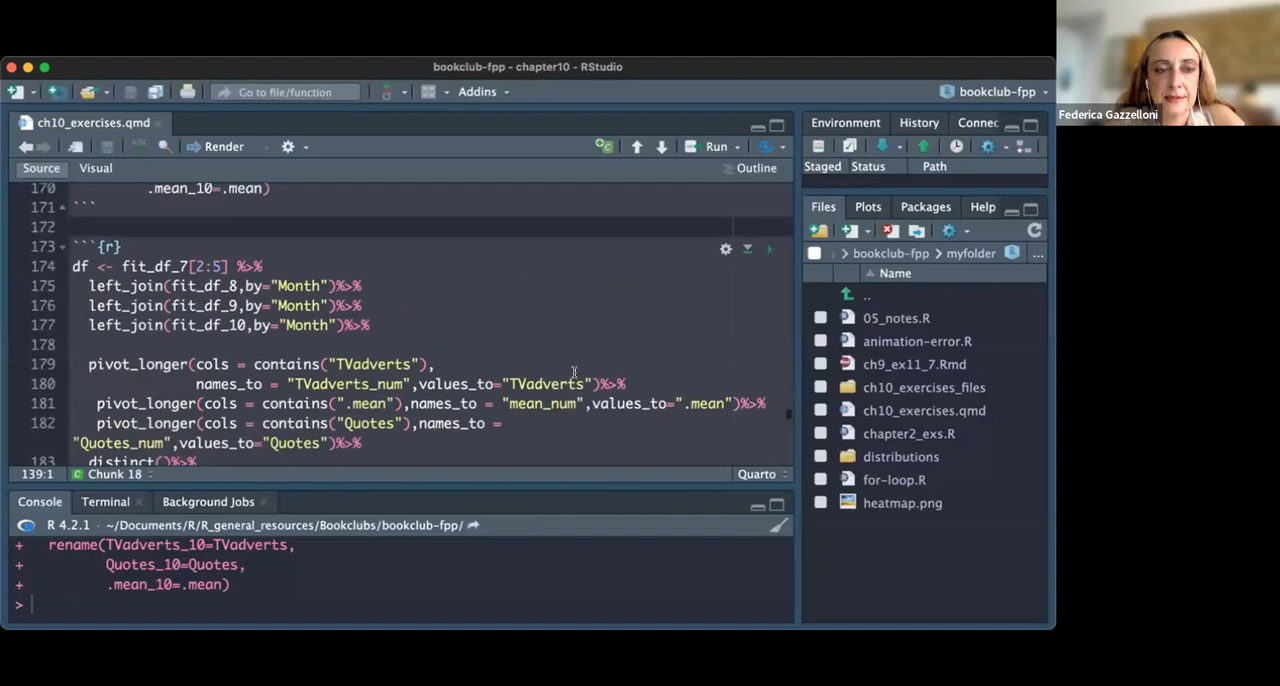 bookclub-fpp - chapter10 - RStudio
Go to file/function
Addins
bookclub-fpp
Federica Gazzelloni
ch10_exercises.qmd
Environment History Connec
Render
Run
Source Visual
Outline
Staged Status Path
170 .mean_10=.mean)
171 ```
172
173 ```{r}
174 df <- fit_df_7[2:5] %>%
175 left_join(fit_df_8,by="Month")%>%
176 left_join(fit_df_9,by="Month")%>%
177 left_join(fit_df_10,by="Month")%>%
178
179 pivot_longer(cols = contains("TVadverts"),
180 names_to = "TVadverts_num",values_to="TVadverts")%>%
181 pivot_longer(cols = contains(".mean"),names_to = "mean_num",values_to=".mean")%>%
182 pivot_longer(cols = contains("Quotes"),names_to =
"Quotes_num",values_to="Quotes")%>%
183 distinct()%>%
139:1 Chunk 18 Quarto
Files Plots Packages Help
bookclub-fpp > myfolder ...
Name
..
05_notes.R
animation-error.R
ch9_ex11_7.Rmd
ch10_exercises_files
ch10_exercises.qmd
chapter2_exs.R
distributions
for-loop.R
heatmap.png
Console Terminal Background Jobs
R 4.2.1 · ~/Documents/R/R_general_resources/Bookclubs/bookclub-fpp/
+ rename(TVadverts_10=TVadverts,
+ Quotes_10=Quotes,
+ .mean_10=.mean)
>